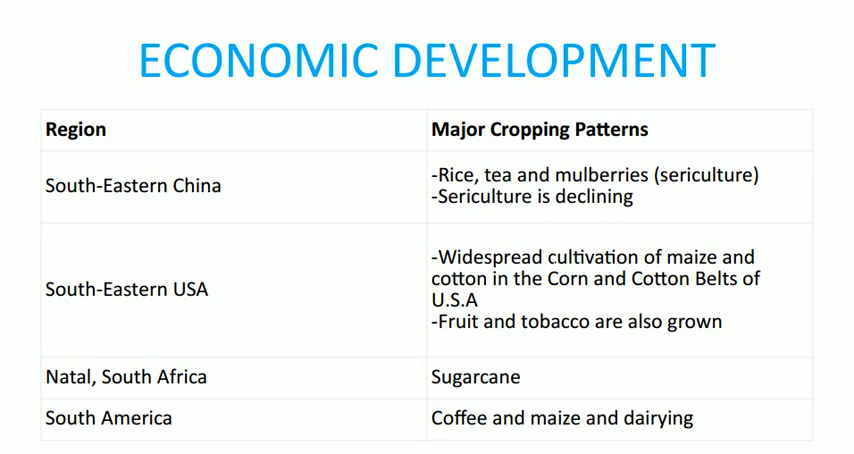 ECONOMIC DEVELOPMENT
Region
Major Cropping Patterns
South-Eastern China
-Rice, tea and mulberries (sericulture)
-Sericulture is declining
South-Eastern USA
-Widespread cultivation of maize and
cotton in the Corn and Cotton Belts of
U.S.A
-Fruit and tobacco are also grown
Natal, South Africa
Sugarcane
South America
Coffee and maize and dairying